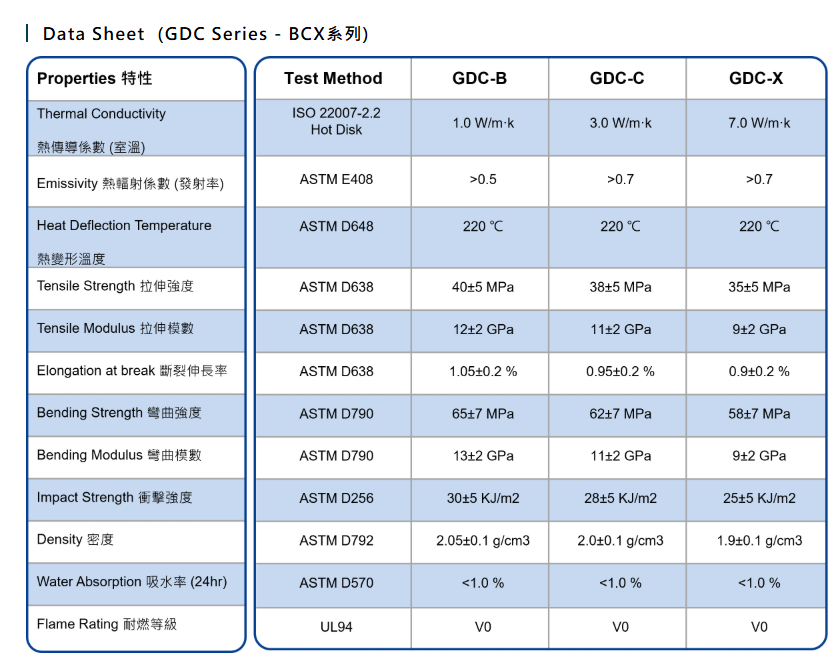 Data Sheet (GDC Series - BCX系列)
Properties 特性 Test Method GDC-B GDC-C GDC-X
Thermal Conductivity
熱傳導係數 (室溫)
ISO 22007-2.2
Hot Disk
1.0 W/m·k 3.0 W/m·k 7.0 W/m·k
Emissivity 熱輻射係數 (發射率) ASTM E408 >0.5 >0.7 >0.7
Heat Deflection Temperature
熱變形溫度
ASTM D648 220 ℃ 220 ℃ 220 ℃
Tensile Strength 拉伸強度 ASTM D638 40±5 MPa 38±5 MPa 35±5 MPa
Tensile Modulus 拉伸模數 ASTM D638 12±2 GPa 11±2 GPa 9±2 GPa
Elongation at break 斷裂伸長率 ASTM D638 1.05±0.2 % 0.95±0.2 % 0.9±0.2 %
Bending Strength 彎曲強度 ASTM D790 65±7 MPa 62±7 MPa 58±7 MPa
Bending Modulus 彎曲模數 ASTM D790 13±2 GPa 11±2 GPa 9±2 GPa
Impact Strength 衝擊強度 ASTM D256 30±5 KJ/m2 28±5 KJ/m2 25±5 KJ/m2
Density 密度 ASTM D792 2.05±0.1 g/cm3 2.0±0.1 g/cm3 1.9±0.1 g/cm3
Water Absorption 吸水率 (24hr) ASTM D570 <1.0 % <1.0 % <1.0 %
Flame Rating 耐燃等級 UL94 V0 V0 V0